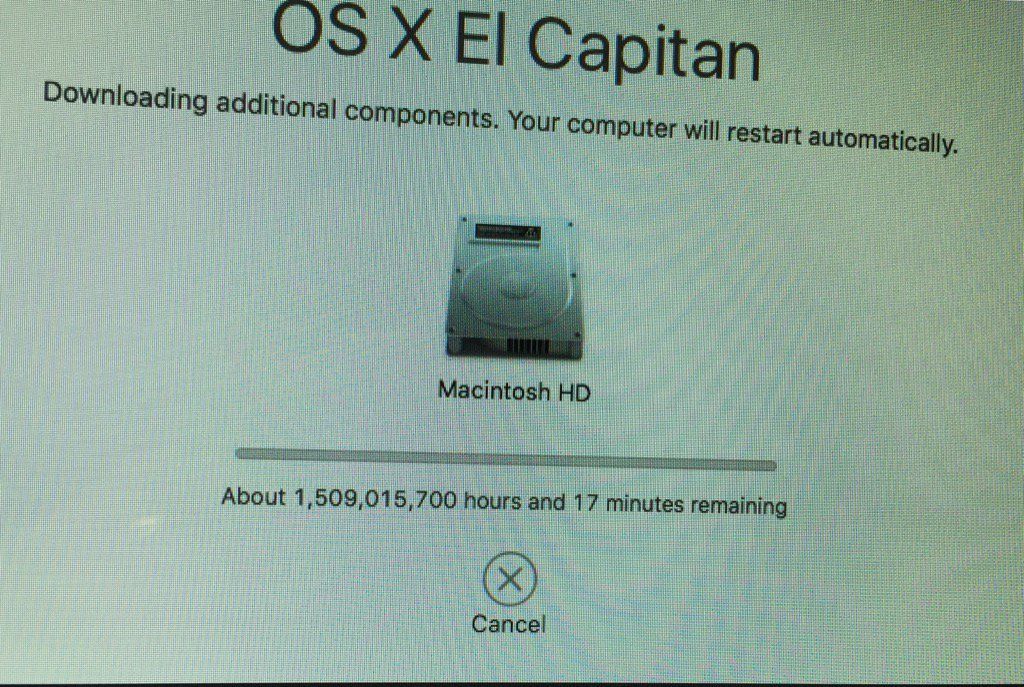 OS X El Capitan
Downloading additional components. Your computer will restart automatically.
Macintosh HD
About 1,509,015,700 hours and 17 minutes remaining
Cancel